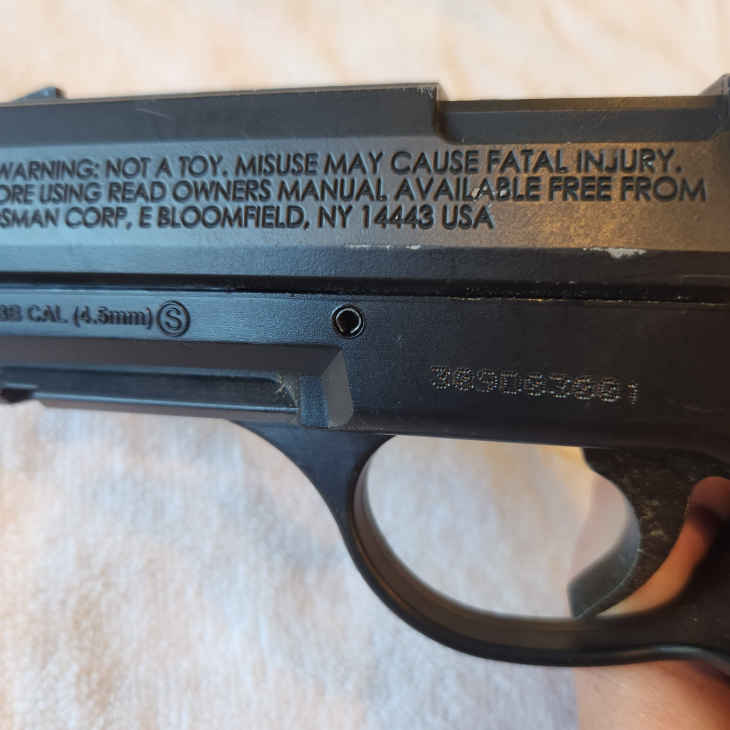 WARNING: NOT A TOY. MISUSE MAY CAUSE FATAL INJURY.
ORE USING READ OWNERS MANUAL AVAILABLE FREE FROM
SMAN CORP, E BLOOMFIELD, NY 14443 USA
BB CAL (4.5mm) S
309D03601